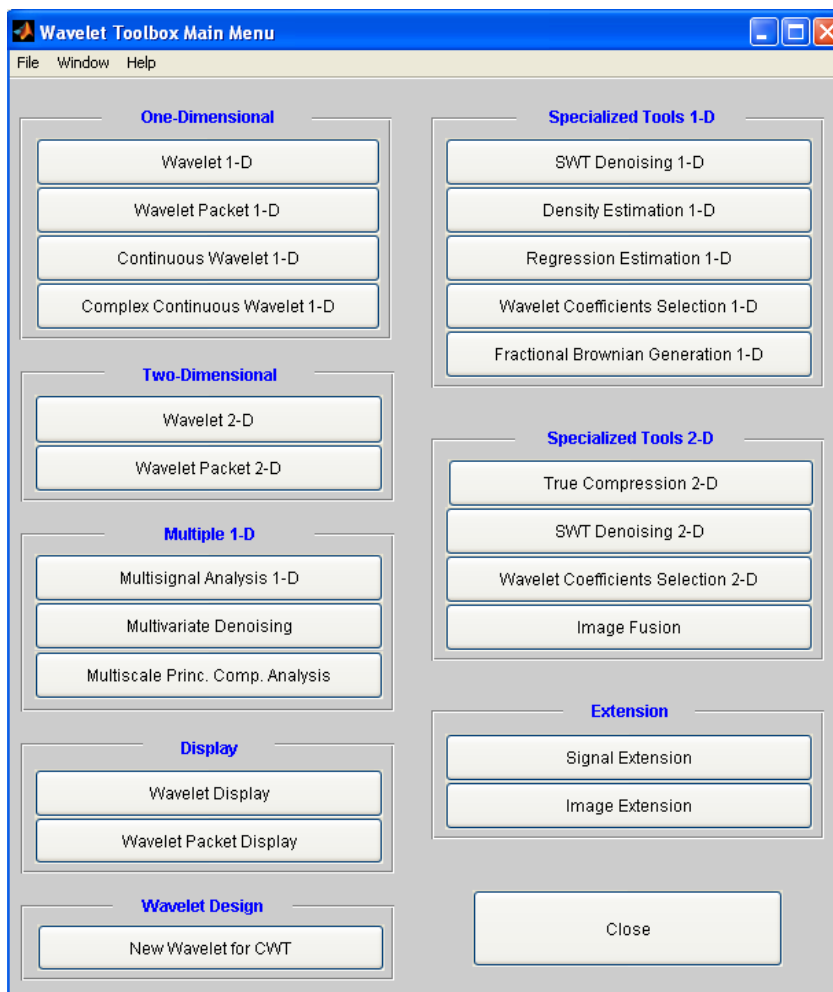 Wavelet Toolbox Main Menu
File Window Help
One-Dimensional
Wavelet 1-D
Wavelet Packet 1-D
Continuous Wavelet 1-D
Complex Continuous Wavelet 1-D
Two-Dimensional
Wavelet 2-D
Wavelet Packet 2-D
Multiple 1-D
Multisignal Analysis 1-D
Multivariate Denoising
Multiscale Princ. Comp. Analysis
Display
Wavelet Display
Wavelet Packet Display
Wavelet Design
New Wavelet for CWT
Specialized Tools 1-D
SWT Denoising 1-D
Density Estimation 1-D
Regression Estimation 1-D
Wavelet Coefficients Selection 1-D
Fractional Brownian Generation 1-D
Specialized Tools 2-D
True Compression 2-D
SWT Denoising 2-D
Wavelet Coefficients Selection 2-D
Image Fusion
Extension
Signal Extension
Image Extension
Close